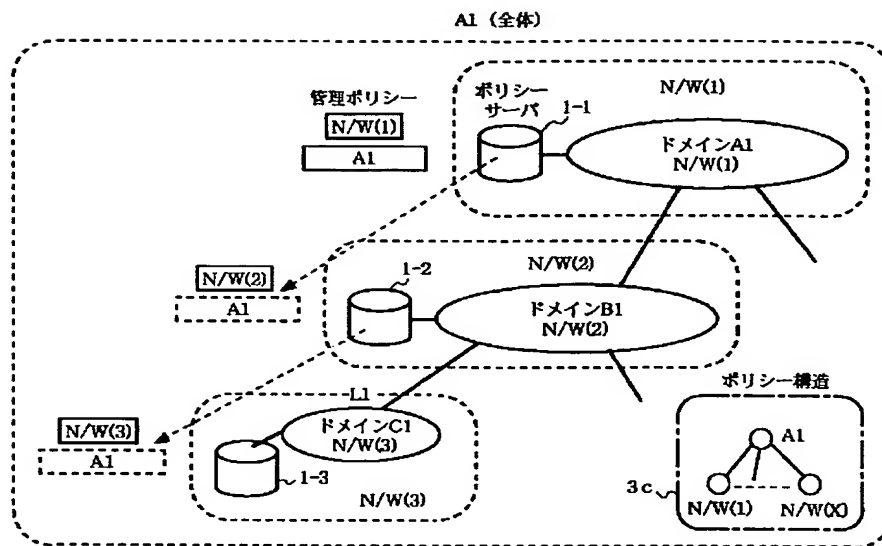 A1 (全体)
管理ポリシー
N/W(1)
A1
ポリシー
サーバ
1-1
N/W(1)
ドメインA1
N/W(1)
N/W(2)
A1
1-2
N/W(2)
ドメインB1
N/W(2)
N/W(3)
A1
L1
ドメインC1
N/W(3)
1-3
N/W(3)
ポリシー構造
A1
3c
N/W(1)
N/W(X)